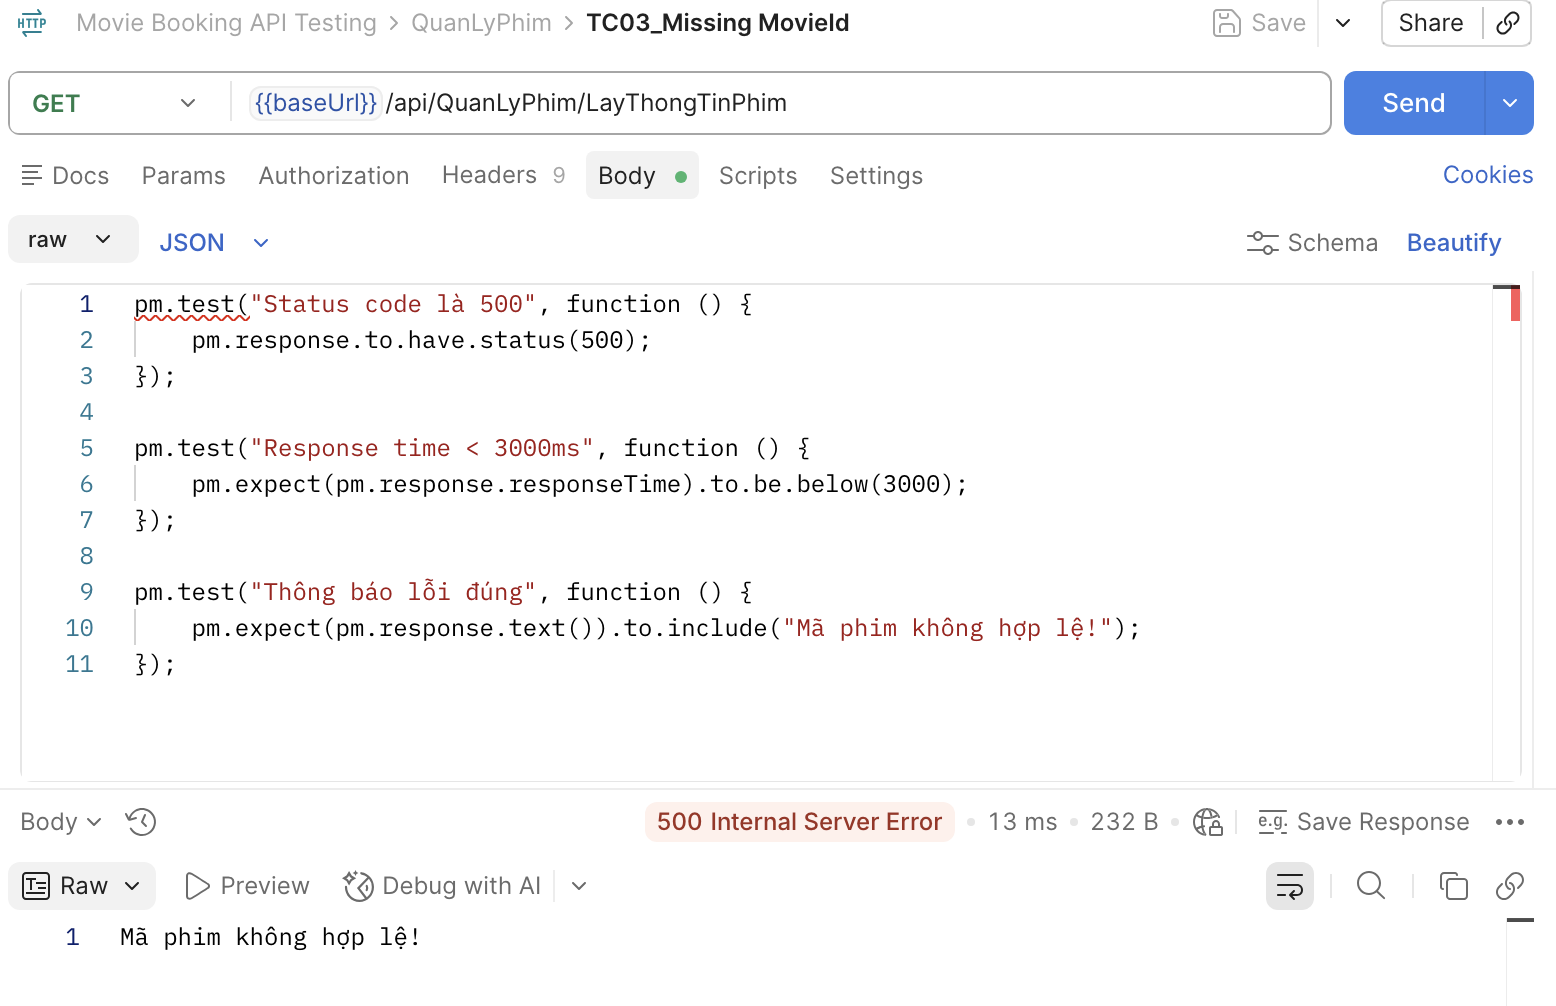 HTTP Movie Booking API Testing > QuanLyPhim > TC03_Missing MovieId Save Share
GET {{baseUrl}} /api/QuanLyPhim/LayThongTinPhim Send
Docs Params Authorization Headers 9 Body Scripts Settings Cookies
raw JSON Schema Beautify
1 pm.test("Status code là 500", function () {
2 pm.response.to.have.status(500);
3 });
4
5 pm.test("Response time < 3000ms", function () {
6 pm.expect(pm.response.responseTime).to.be.below(3000);
7 });
8
9 pm.test("Thông báo lỗi đúng", function () {
10 pm.expect(pm.response.text()).to.include("Mã phim không hợp lệ!");
11 });
Body 500 Internal Server Error • 13 ms • 232 B • e.g. Save Response
Raw Preview Debug with AI
1 Mã phim không hợp lệ!